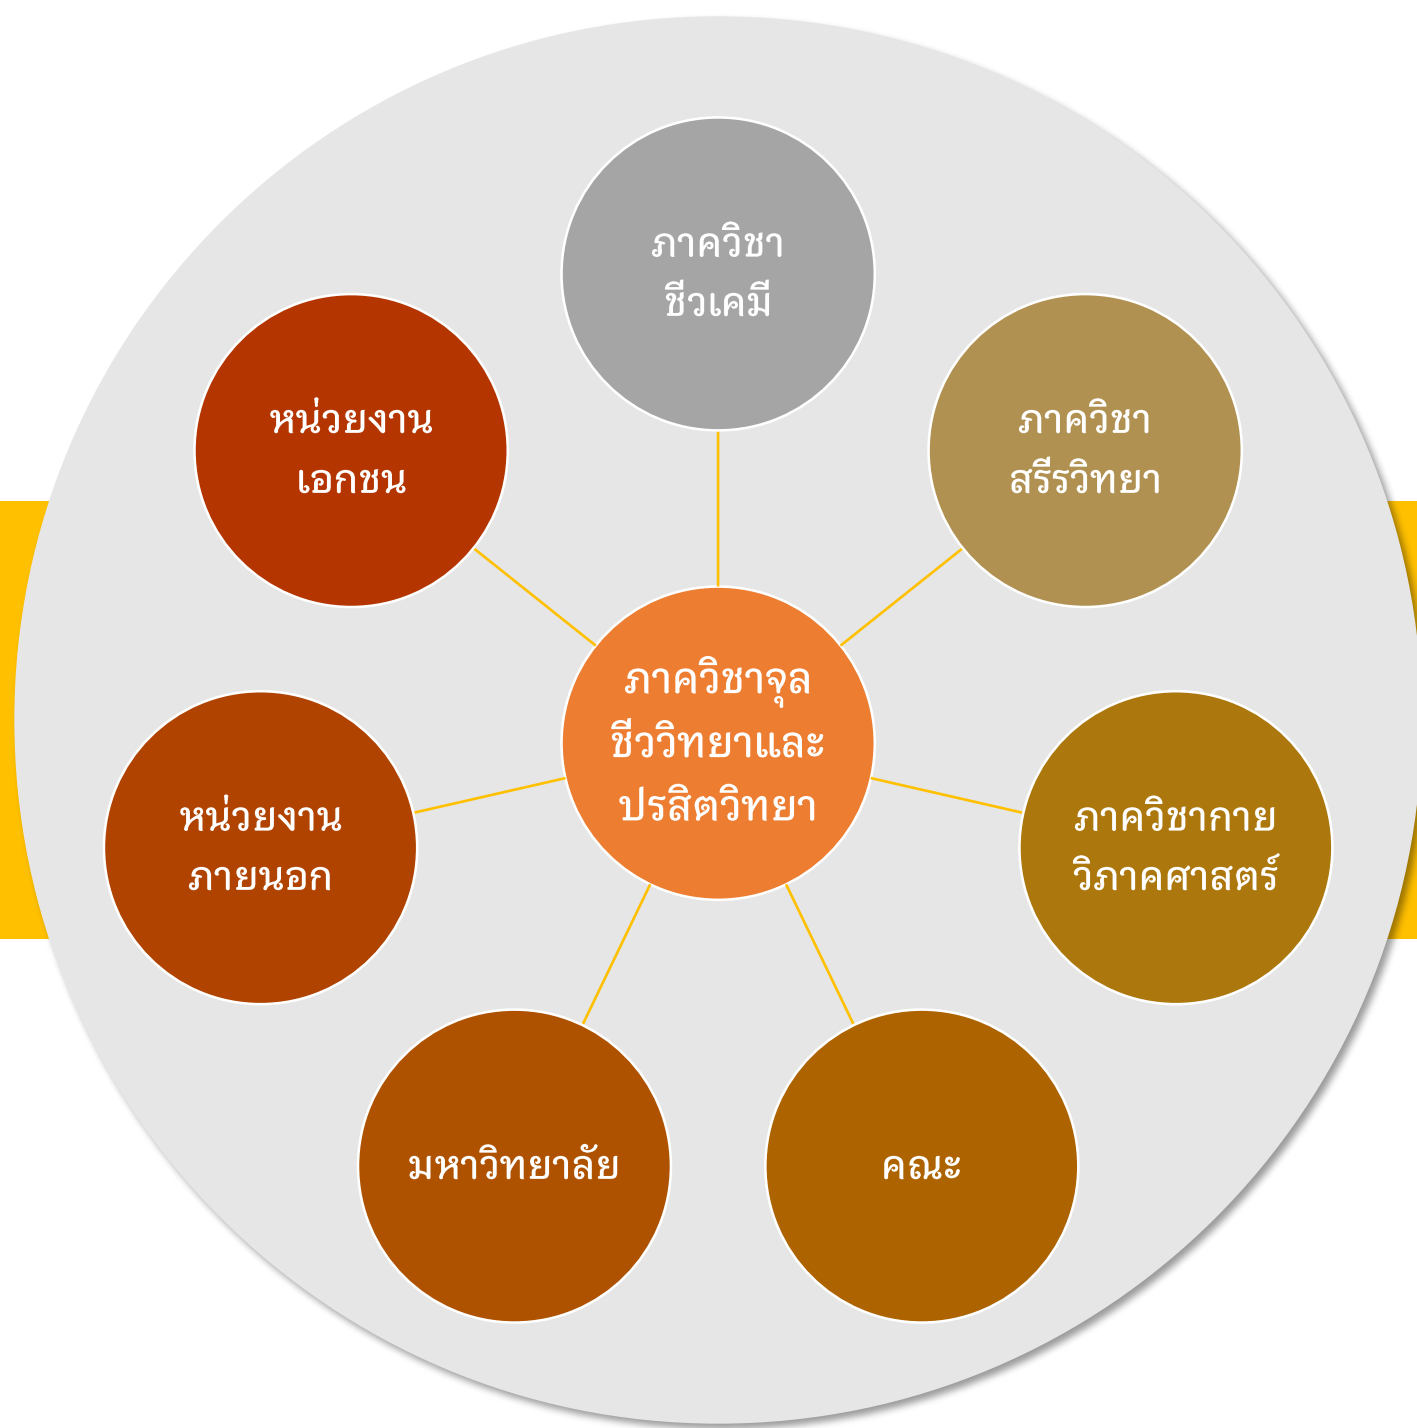 ภาควิชา
ชีวเคมี
หน่วยงาน
เอกชน
ภาควิชา
สรีรวิทยา
ภาควิชาจุล
ชีววิทยาและ
ปรสิตวิทยา
หน่วยงาน
ภายนอก
ภาควิชากาย
วิภาคศาสตร์
มหาวิทยาลัย
คณะ